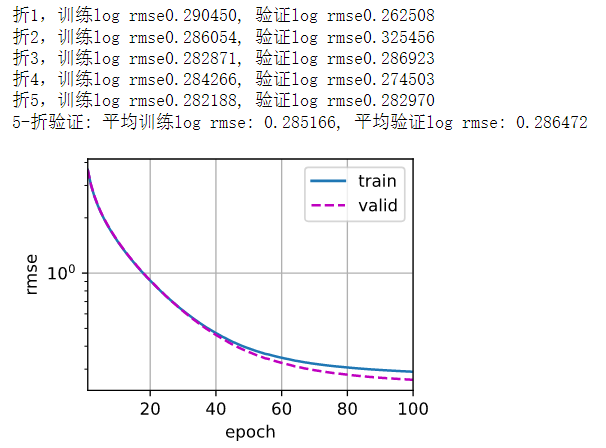 折1，训练log rmse0.290450, 验证log rmse0.262508
折2，训练log rmse0.286054, 验证log rmse0.325456
折3，训练log rmse0.282871, 验证log rmse0.286923
折4，训练log rmse0.284266, 验证log rmse0.274503
折5，训练log rmse0.282188, 验证log rmse0.282970
5-折验证: 平均训练log rmse: 0.285166, 平均验证log rmse: 0.286472
train
valid
rmse
10⁰
20 40 60 80 100
epoch